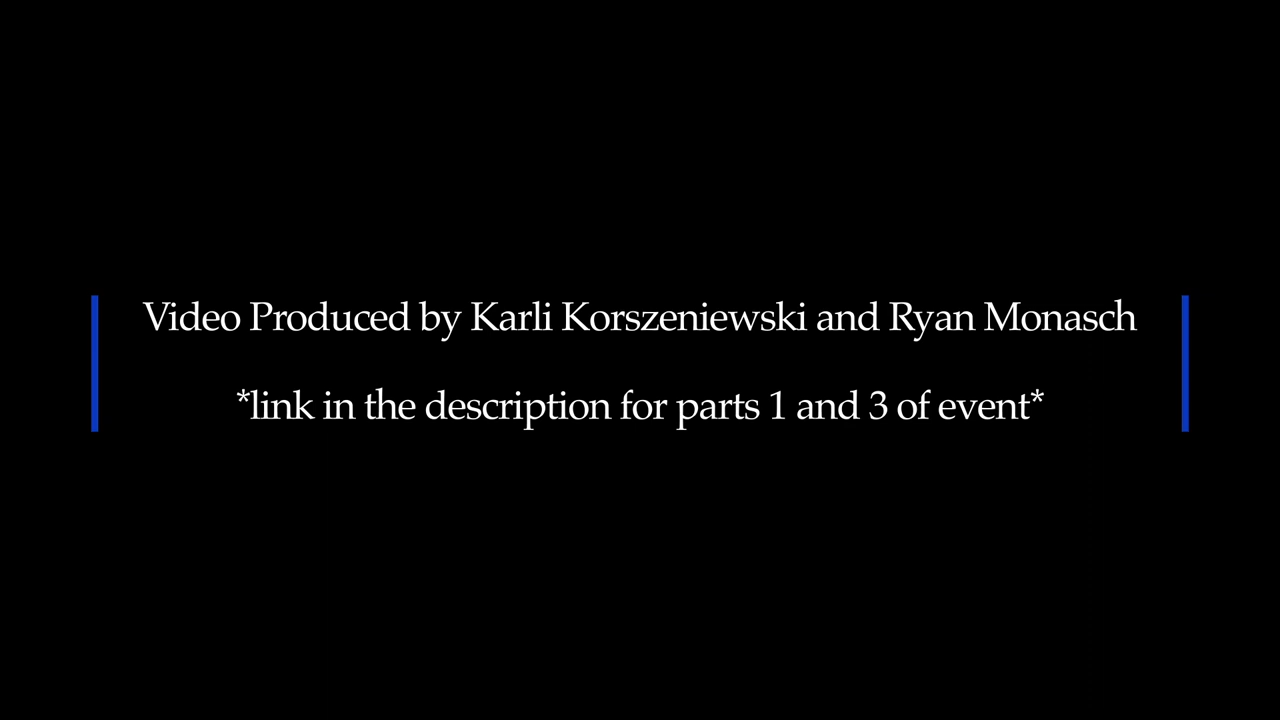 Video Produced by Karli Korszeniewski and Ryan Monasch
*link in the description for parts 1 and 3 of event*